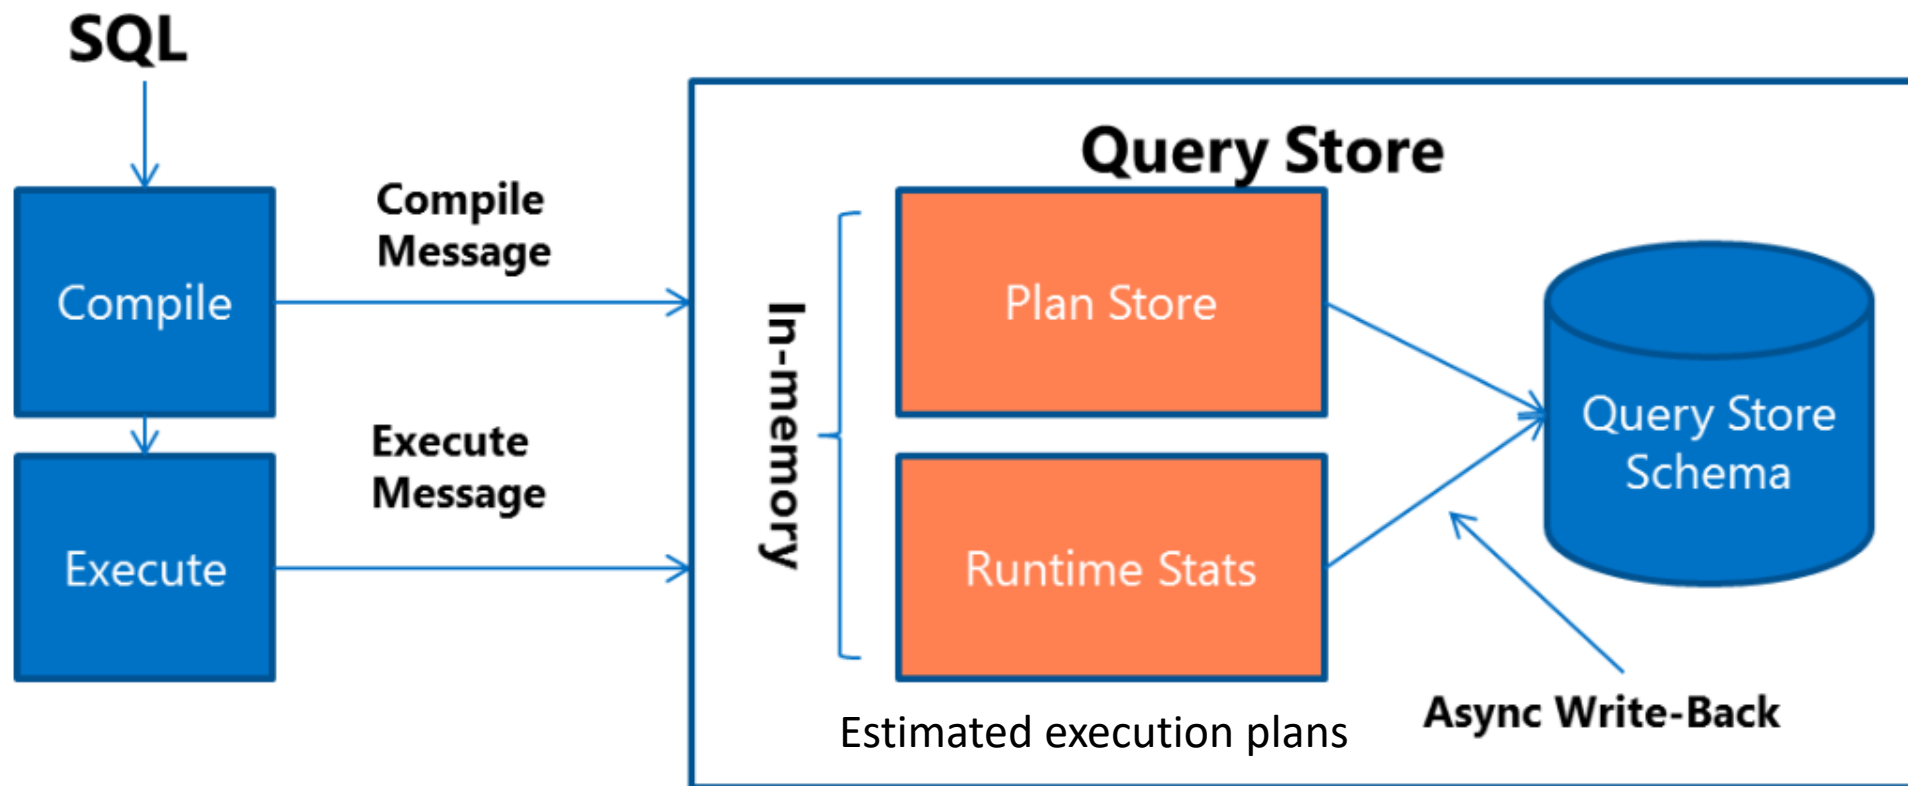 SQL
Query Store
Compile
Message
Compile
Plan Store
In-memory
Query Store
Schema
Execute
Message
Execute
Runtime Stats
Estimated execution plans
Async Write-Back